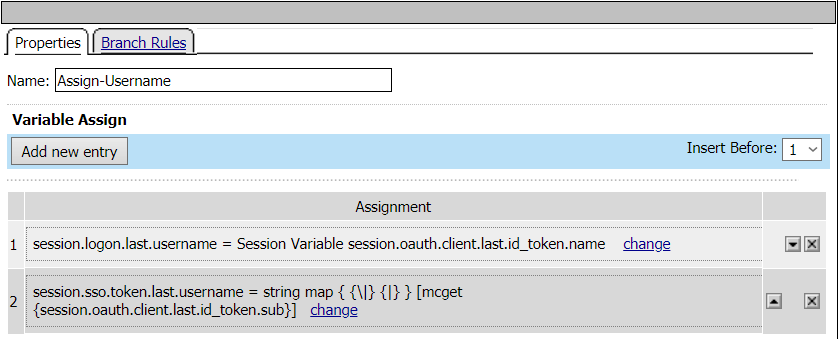 Properties Branch Rules
Name: Assign-Username
Variable Assign
Add new entry Insert Before: 1
Assignment
1 session.logon.last.username = Session Variable session.oauth.client.last.id_token.name change
2 session.sso.token.last.username = string map { {\|} {|} } [mcget
{session.oauth.client.last.id_token.sub}] change